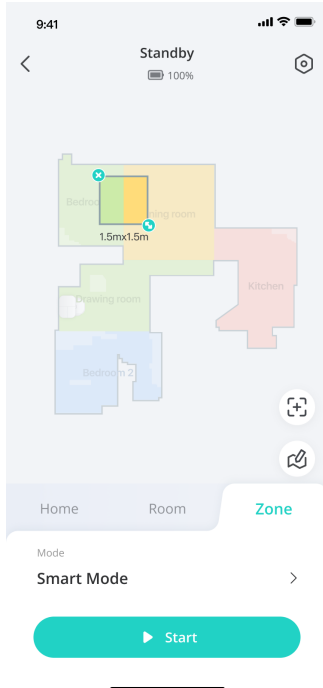 9:41
Standby
100%
Bedroo
ning room
1.5mx1.5m
Kitchen
Drawing room
Bedroom 2
Home
Room
Zone
Mode
Smart Mode
Start